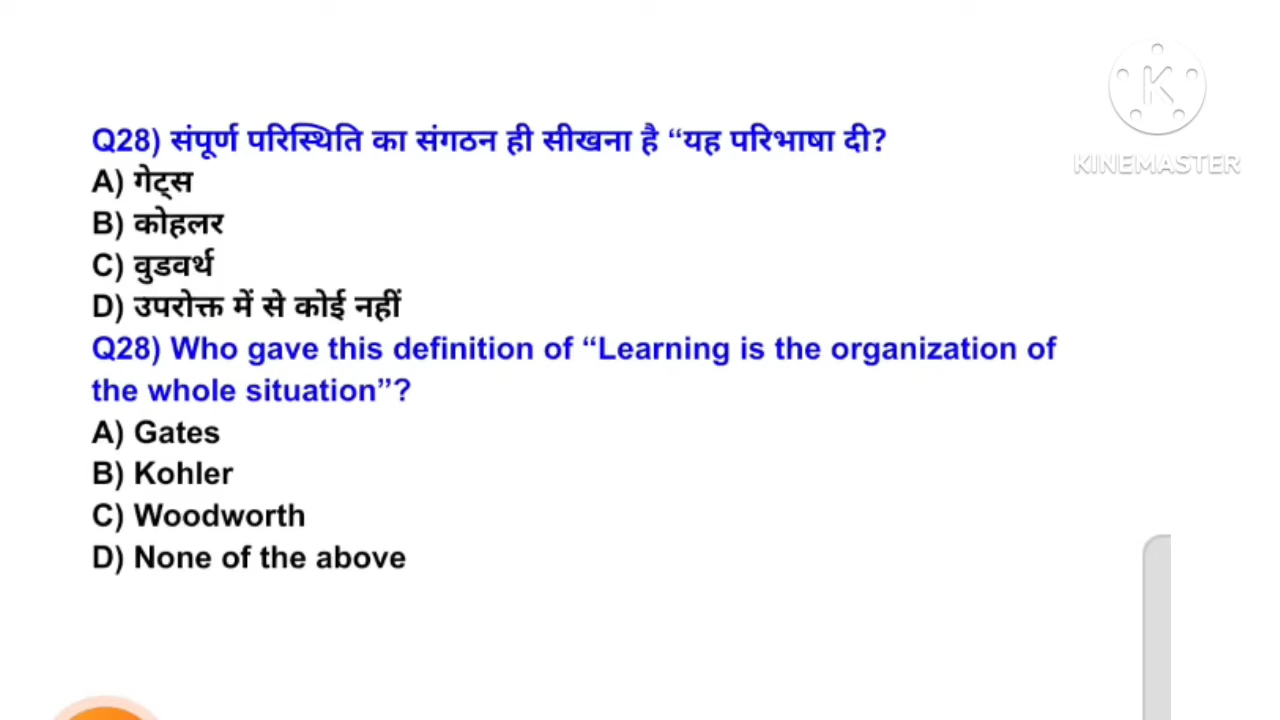 Q28) संपूर्ण परिस्थिति का संगठन ही सीखना है “यह परिभाषा दी?
A) गेट्स
B) कोहलर
C) वुडवर्थ
D) उपरोक्त में से कोई नहीं
Q28) Who gave this definition of “Learning is the organization of
the whole situation”?
A) Gates
B) Kohler
C) Woodworth
D) None of the above
K
KINEMASTER